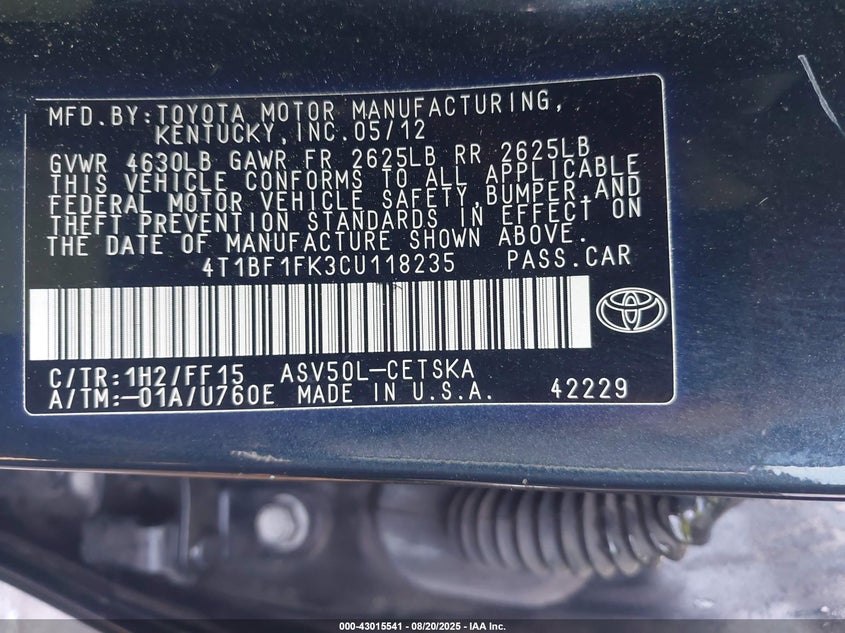 MFD.BY:TOYOTA MOTOR MANUFACTURING,
KENTUCKY,INC.05/12
GVWR 4630LB GAWR FR 2625LB RR 2625LB
THIS VEHICLE CONFORMS TO ALL APPLICABLE
FEDERAL MOTOR VEHICLE SAFETY,BUMPER,AND
THEFT PREVENTION STANDARDS IN EFFECT ON
THE DATE OF MANUFACTURE SHOWN ABOVE.
4T1BF1FK3CU118235 PASS.CAR
C/TR:1H2/FF15 ASV50L-CETSKA
A/TM:-01A/U760E MADE IN U.S.A. 42229
000-43015541 - 08/20/2025 - IAA Inc.